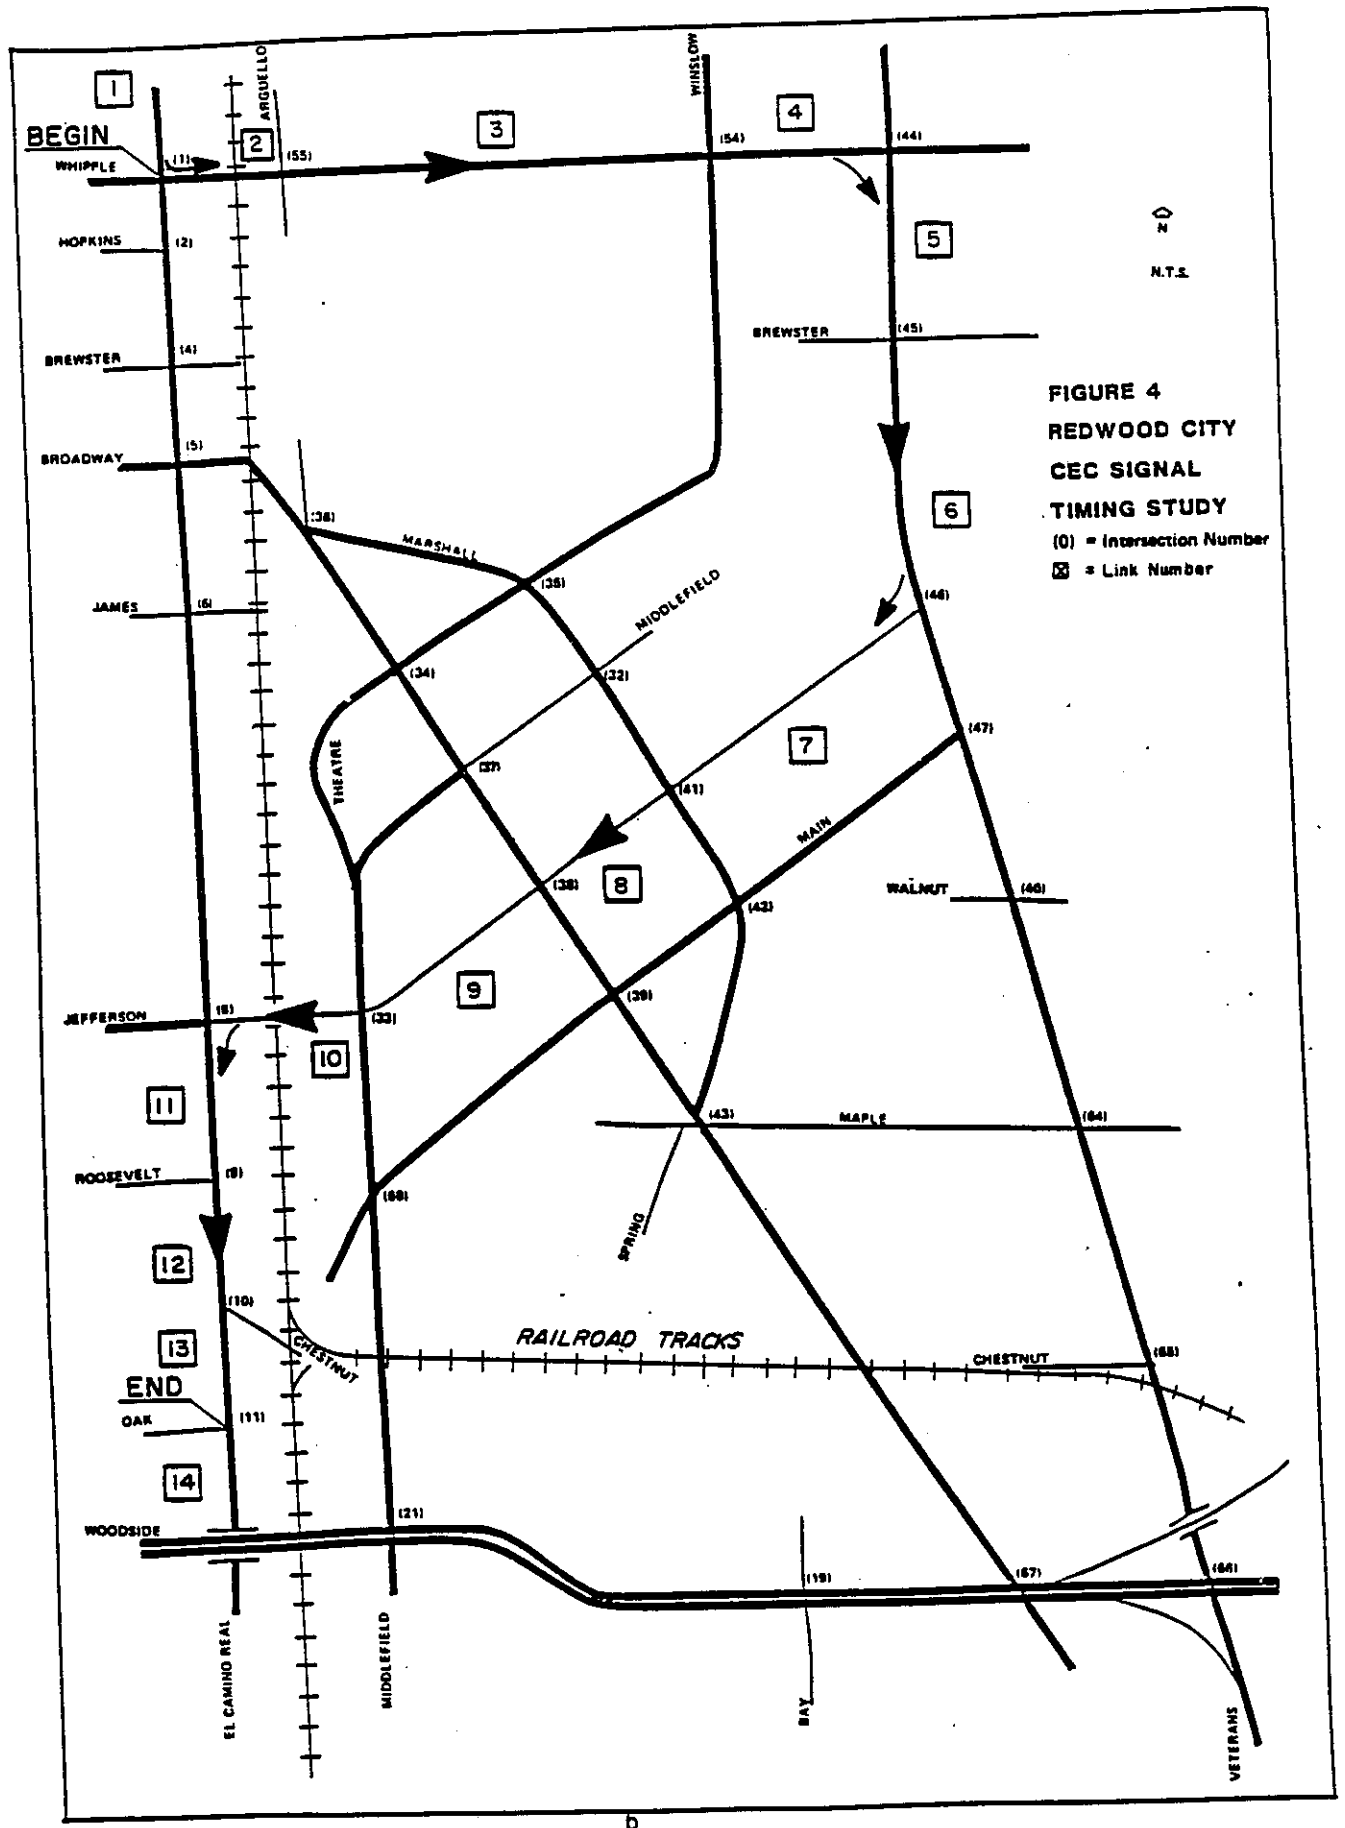 1
BEGIN
WHIPPLE
(1)
2
ARGUELLO
(55)
3
WINSLOW
(54)
4
(44)
HOPKINS
(2)
5
N
N.T.S.
BREWSTER
(4)
BREWSTER
(45)
FIGURE 4
REDWOOD CITY
CEC SIGNAL
TIMING STUDY
(0) = Intersection Number
☒ = Link Number
BROADWAY
(5)
(36)
MARSHALL
6
(35)
MIDDLEFIELD
(46)
JAMES
(6)
(34)
(32)
(47)
THEATRE
(37)
7
(41)
MAIN
(38)
8
WALNUT
(42)
9
(39)
JEFFERSON
(33)
10
11
(43)
MAPLE
(64)
ROOSEVELT
(9)
(68)
SPRING
12
(10)
13
CHESTNUT
RAILROAD TRACKS
CHESTNUT
END
OAK
(11)
14
WOODSIDE
(21)
(19)
(67)
(66)
EL CAMINO REAL
MIDDLEFIELD
BAY
VETERANS
b